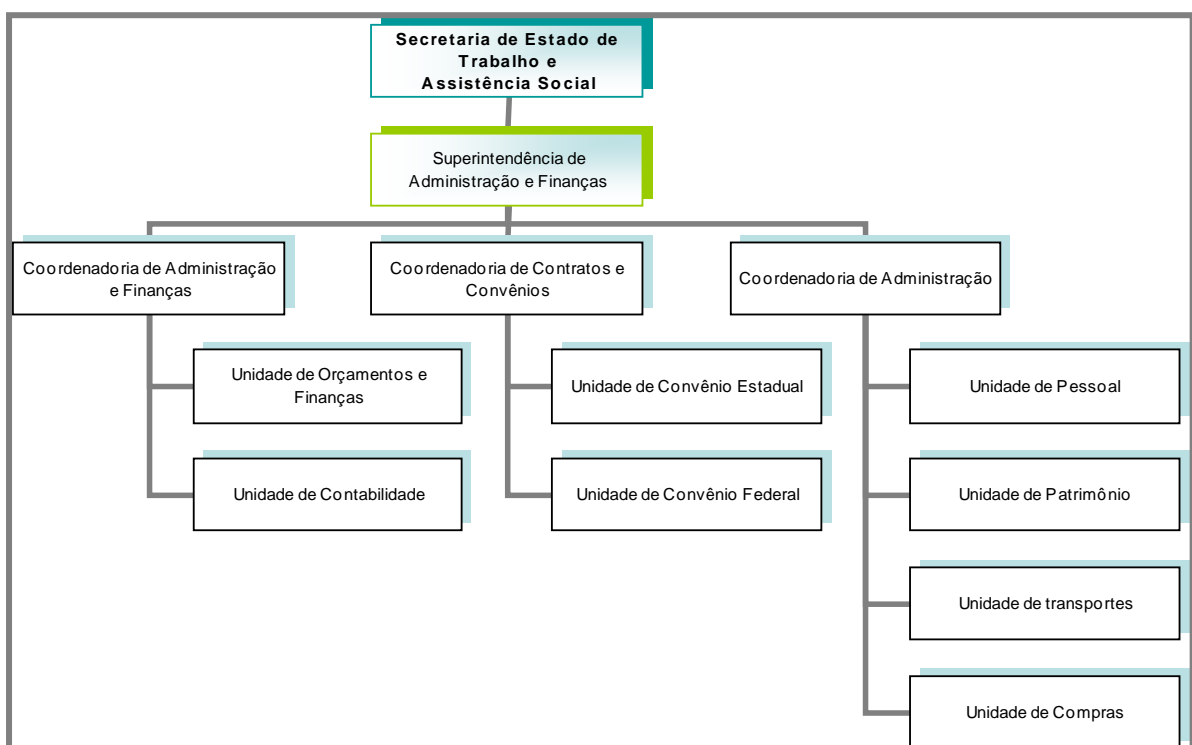 Secretaria de Estado de
Trabalho e
Assistência Social
Superintendência de
Administração e Finanças
Coordenadoria de Administração
e Finanças
Coordenadoria de Contratos e
Convênios
Coordenadoria de Administração
Unidade de Orçamentos e
Finanças
Unidade de Convênio Estadual
Unidade de Pessoal
Unidade de Contabilidade
Unidade de Convênio Federal
Unidade de Patrimônio
Unidade de transportes
Unidade de Compras